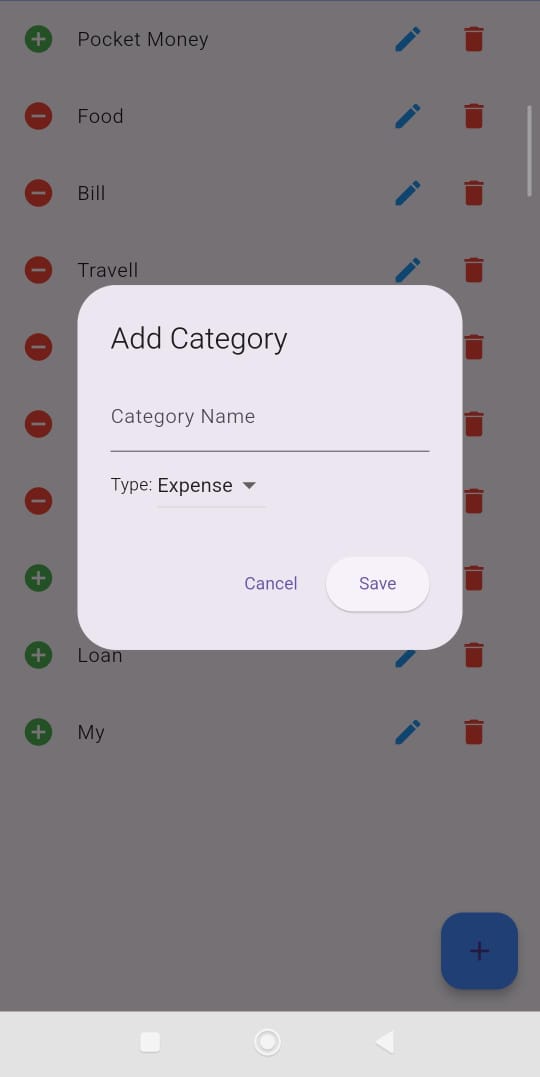 Pocket Money
Food
Bill
Travell
Add Category
Category Name
Type: Expense
Cancel Save
Loan
My